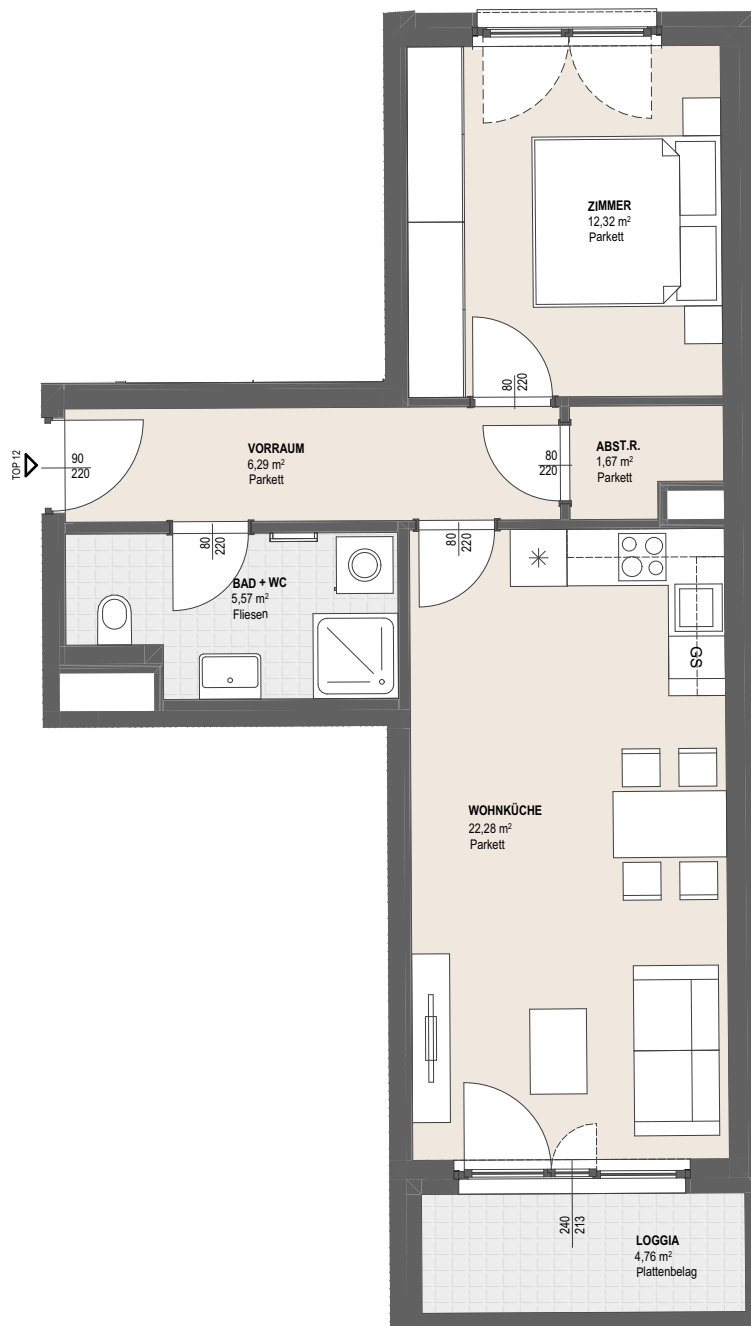 ZIMMER
12,32 m²
Parkett
80
220
TOP 12
90
220
VORRAUM
6,29 m²
Parkett
80
220
ABST.R.
1,67 m²
Parkett
80
220
80
220
BAD + WC
5,57 m²
Fliesen
GS
WOHNKÜCHE
22,28 m²
Parkett
240
213
LOGGIA
4,76 m²
Plattenbelag